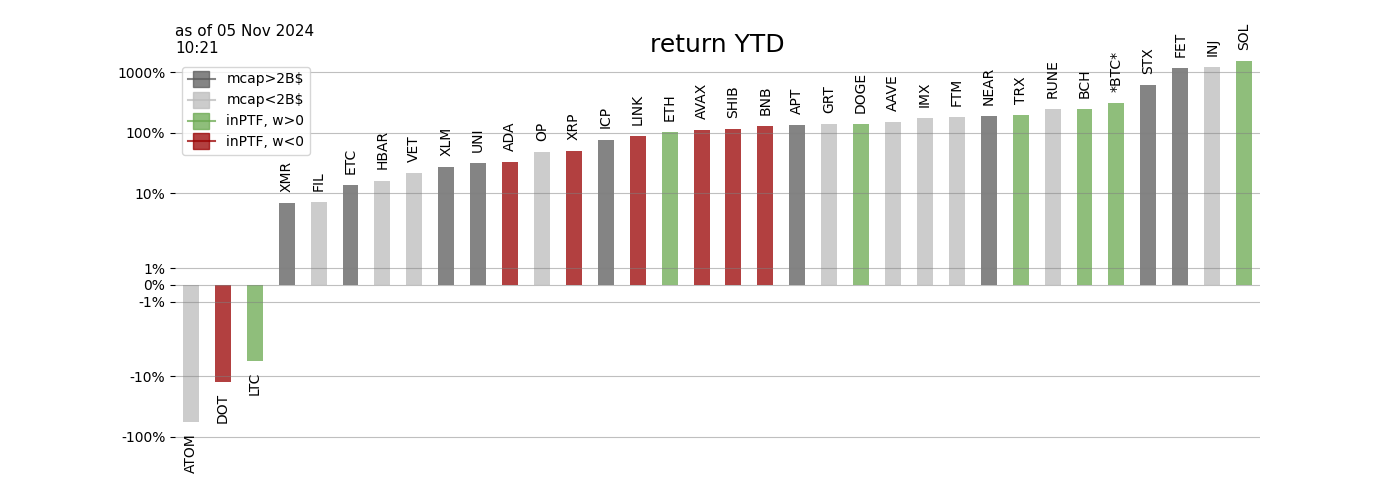 as of 05 Nov 2024
10:21
return YTD
mcap>2B$
mcap<2B$
inPTF, w>0
inPTF, w<0
1000%
100%
10%
1%
0%
-1%
-10%
-100%
ATOM
DOT
LTC
XMR
FIL
ETC
HBAR
VET
XLM
UNI
ADA
OP
XRP
ICP
LINK
ETH
AVAX
SHIB
BNB
APT
GRT
DOGE
AAVE
IMX
FTM
NEAR
TRX
RUNE
BCH
*BTC*
STX
FET
INJ
SOL